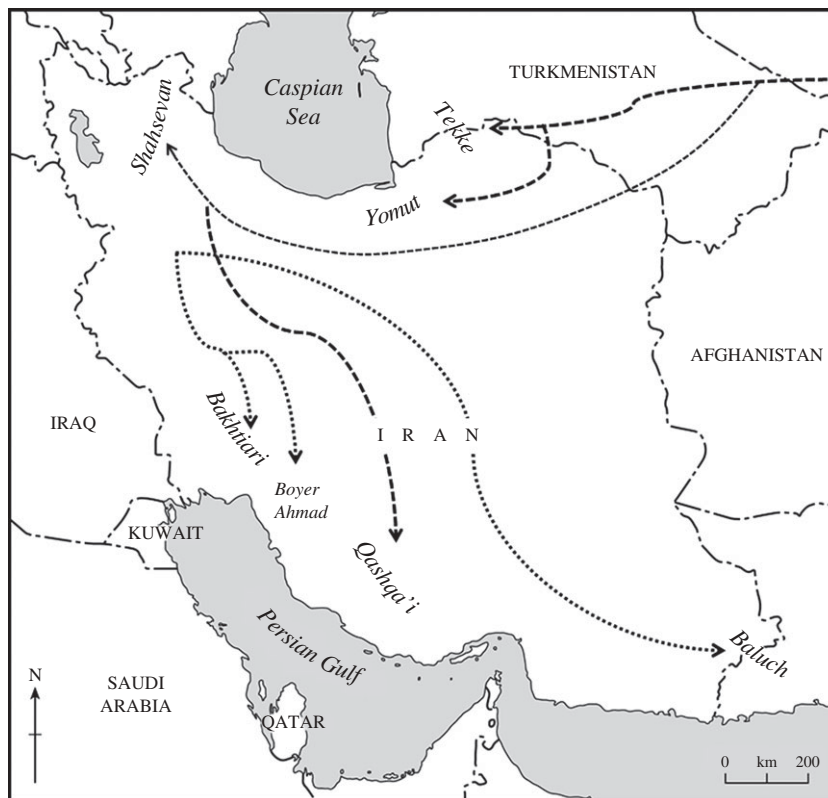 Caspian
Sea
TURKMENISTAN
Shahsevan
Tekke
Yomut
AFGHANISTAN
IRAQ
Bakhtiari
I R A N
Boyer
Ahmad
KUWAIT
Qashqa'i
Persian Gulf
Baluch
N
SAUDI
ARABIA
QATAR
0 km 200